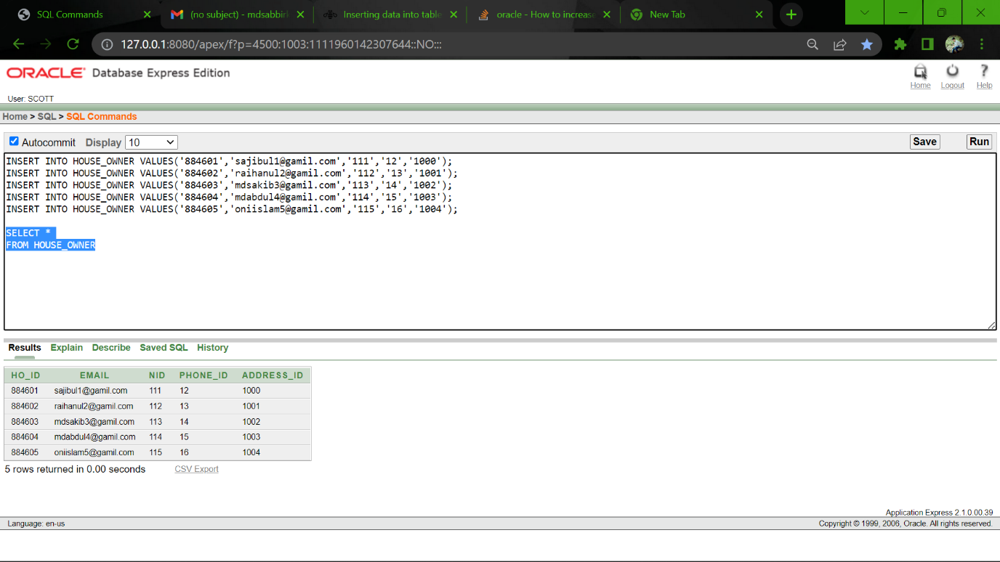 SQL Commands
(no subject) - mdsabbirl
Inserting data into table
oracle - How to increase
New Tab
127.0.0.1:8080/apex/f?p=4500:1003:1111960142307644::NO:::
ORACLE Database Express Edition
Home Logout Help
User: SCOTT
Home > SQL > SQL Commands
Autocommit Display 10 Save Run
INSERT INTO HOUSE_OWNER VALUES('884601','sajibul1@gamil.com','111','12','1000');
INSERT INTO HOUSE_OWNER VALUES('884602','raihanul2@gamil.com','112','13','1001');
INSERT INTO HOUSE_OWNER VALUES('884603','mdsakib3@gamil.com','113','14','1002');
INSERT INTO HOUSE_OWNER VALUES('884604','mdabdul4@gamil.com','114','15','1003');
INSERT INTO HOUSE_OWNER VALUES('884605','oniislam5@gamil.com','115','16','1004');
SELECT *
FROM HOUSE_OWNER
Results Explain Describe Saved SQL History
HO_ID EMAIL NID PHONE_ID ADDRESS_ID
884601 sajibul1@gamil.com 111 12 1000
884602 raihanul2@gamil.com 112 13 1001
884603 mdsakib3@gamil.com 113 14 1002
884604 mdabdul4@gamil.com 114 15 1003
884605 oniislam5@gamil.com 115 16 1004
5 rows returned in 0.00 seconds CSV Export
Application Express 2.1.0.00.39
Language: en-us Copyright © 1999, 2006, Oracle. All rights reserved.